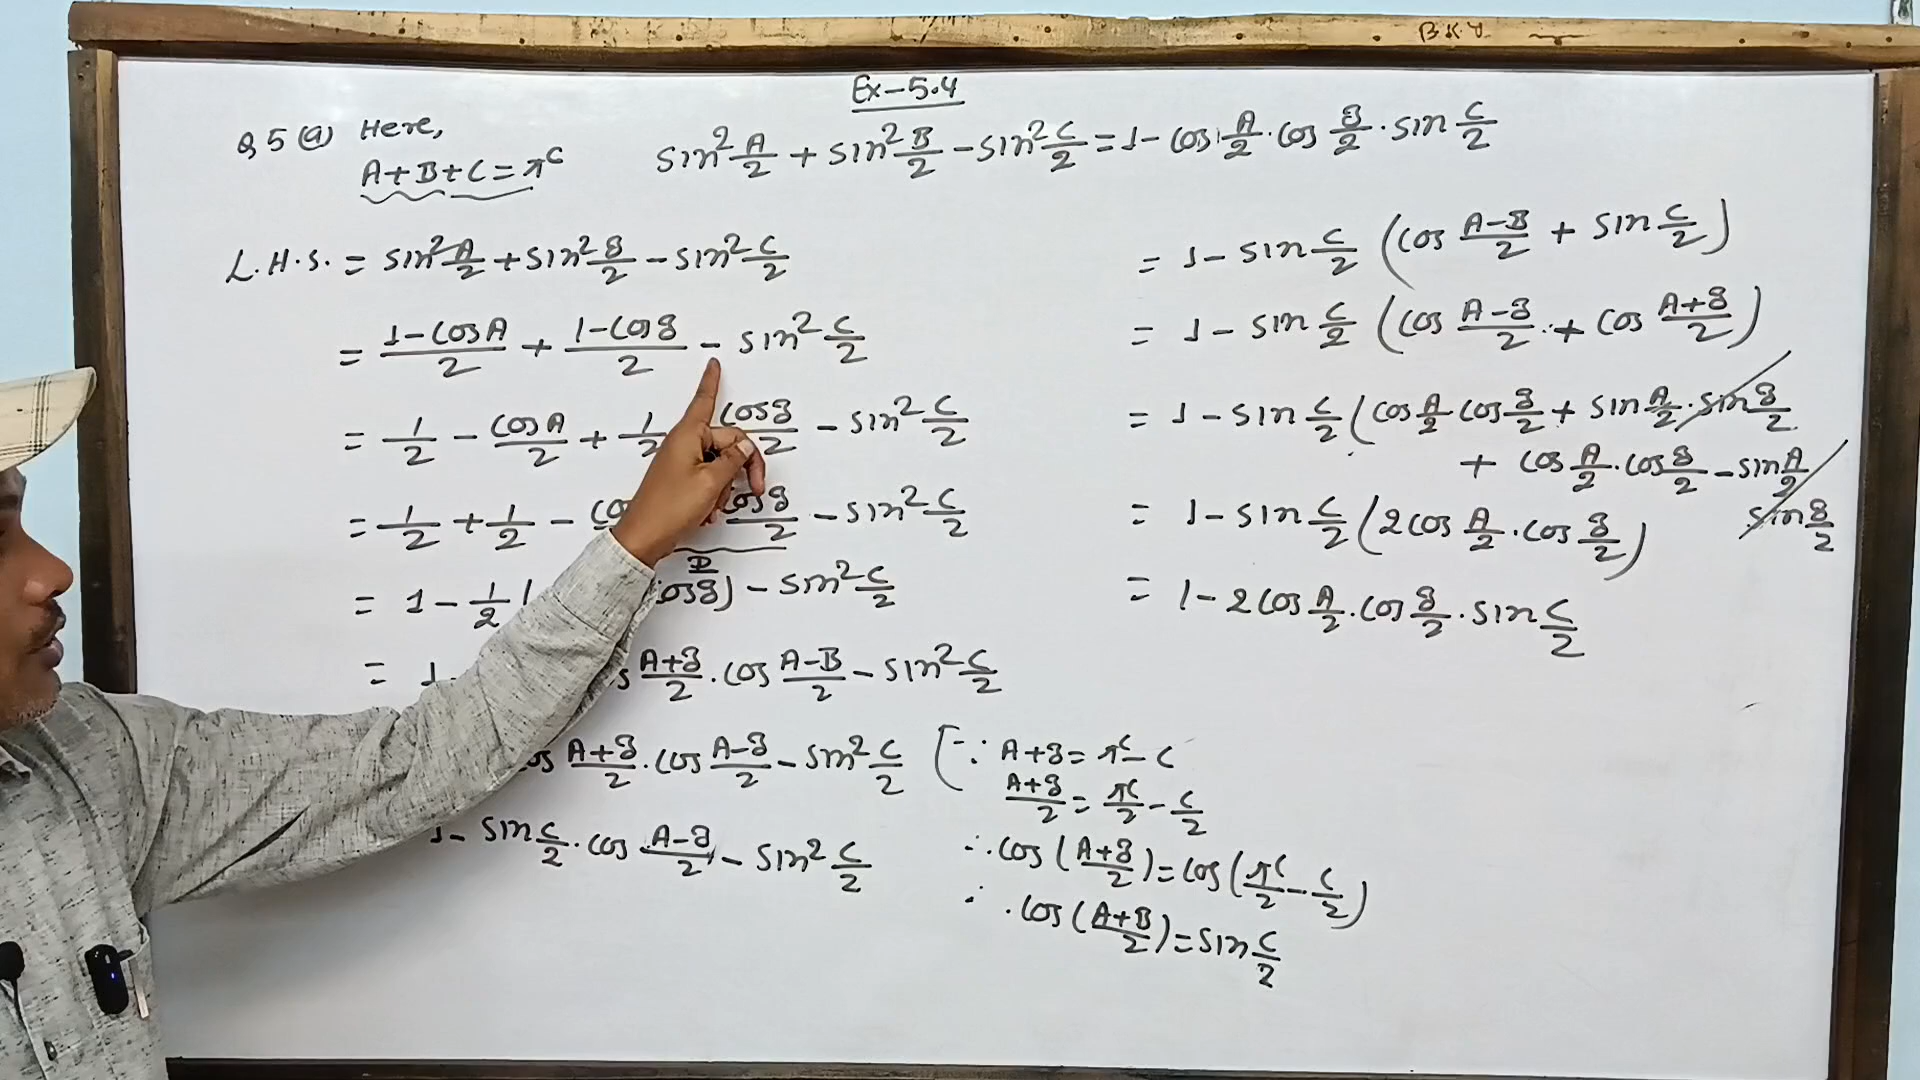 B.K.Y.
Ex-5.4
Q5(a) Here,
A+B+C=π^c
sin²A/2 + sin²B/2 - sin²C/2 = 1 - cos A/2 . cos B/2 . sin C/2
L.H.S. = sin²A/2 + sin²B/2 - sin²C/2
= (1-cosA)/2 + (1-cosB)/2 - sin²C/2
= 1/2 - cosA/2 + 1/2 cosB/2 - sin²C/2
= 1/2 + 1/2 - cosB/2 - sin²C/2
= 1 - 1/2 ( cosB) - sin²C/2
= 1 - (A+B)/2 . cos (A-B)/2 - sin²C/2
cos (A+B)/2 . cos (A-B)/2 - sin²C/2
1 - sin C/2 . cos (A-B)/2 - sin²C/2
[∵ A+B = π^c - C
(A+B)/2 = π^c/2 - C/2
∴ cos((A+B)/2) = cos(π^c/2 - C/2)
∴ cos((A+B)/2) = sin C/2
= 1 - sin C/2 (cos (A-B)/2 + sin C/2)
= 1 - sin C/2 (cos (A-B)/2 + cos (A+B)/2)
= 1 - sin C/2 (cos A/2 cos B/2 + sin A/2 . sin B/2
+ cos A/2 . cos B/2 - sin A/2
sin B/2
= 1 - sin C/2 (2cos A/2 . cos B/2)
= 1 - 2cos A/2 . cos B/2 . sin C/2